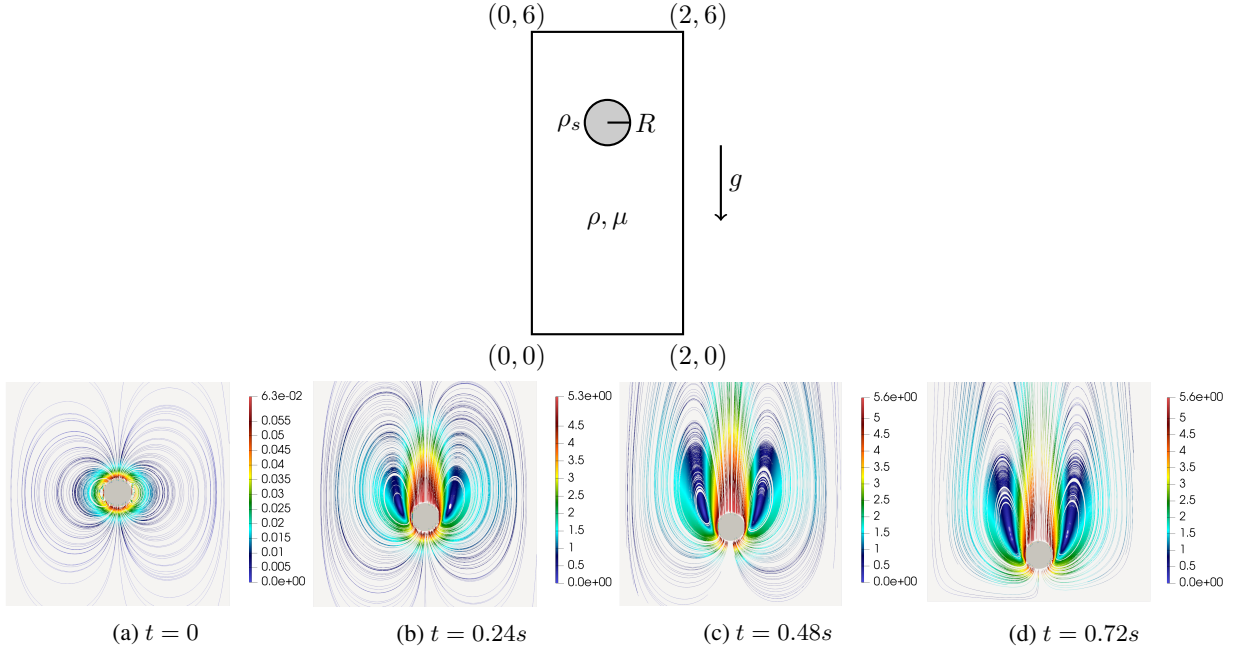 (0, 6) (2, 6)
ρₛ R
g
ρ, μ
(0, 0) (2, 0)
6.3e-02
0.055
0.05
0.045
0.04
0.035
0.03
0.025
0.02
0.015
0.01
0.005
0.0e+00
5.3e+00
4.5
4
3.5
3
2.5
2
1.5
1
0.5
0.0e+00
5.6e+00
5
4.5
4
3.5
3
2.5
2
1.5
1
0.5
0.0e+00
5.6e+00
5
4.5
4
3.5
3
2.5
2
1.5
1
0.5
0.0e+00
(a) t = 0
(b) t = 0.24s
(c) t = 0.48s
(d) t = 0.72s